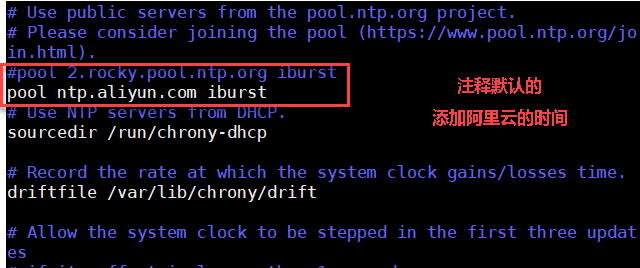 # Use public servers from the pool.ntp.org project.
# Please consider joining the pool (https://www.pool.ntp.org/jo
in.html).
#pool 2.rocky.pool.ntp.org iburst
pool ntp.aliyun.com iburst
注释默认的
添加阿里云的时间
# Use NTP servers from DHCP.
sourcedir /run/chrony-dhcp
# Record the rate at which the system clock gains/losses time.
driftfile /var/lib/chrony/drift
# Allow the system clock to be stepped in the first three updat
es